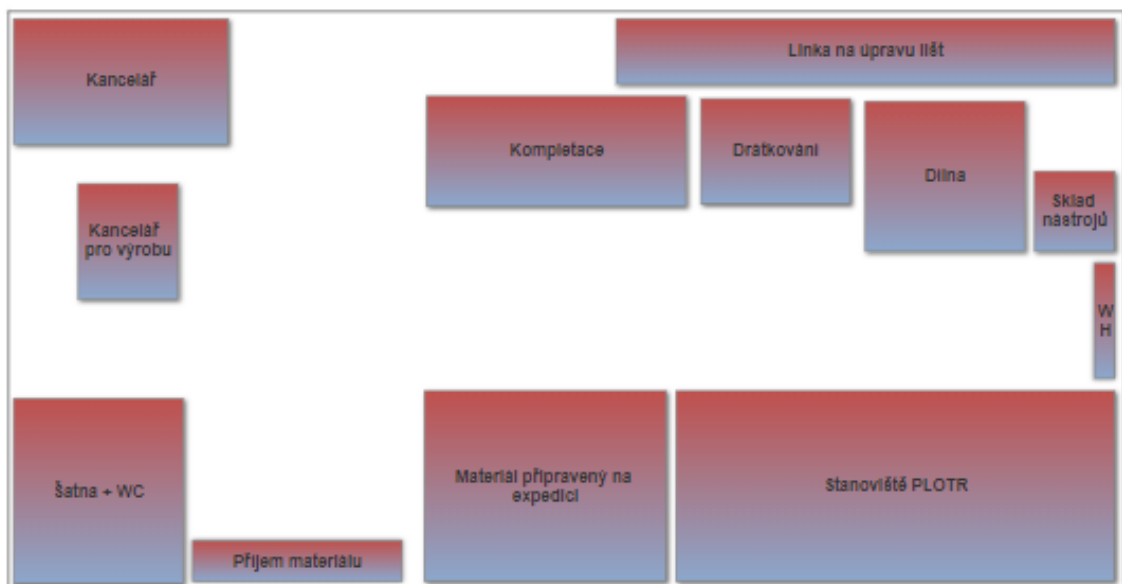 Kancelář
Linka na úpravu lišt
Kompletace
Drátkování
Dílna
Sklad
nástrojů
Kancelář
pro výrobu
W
H
Šatna + WC
Materiál připravený na
expedici
Stanoviště PLOTR
Příjem materiálu